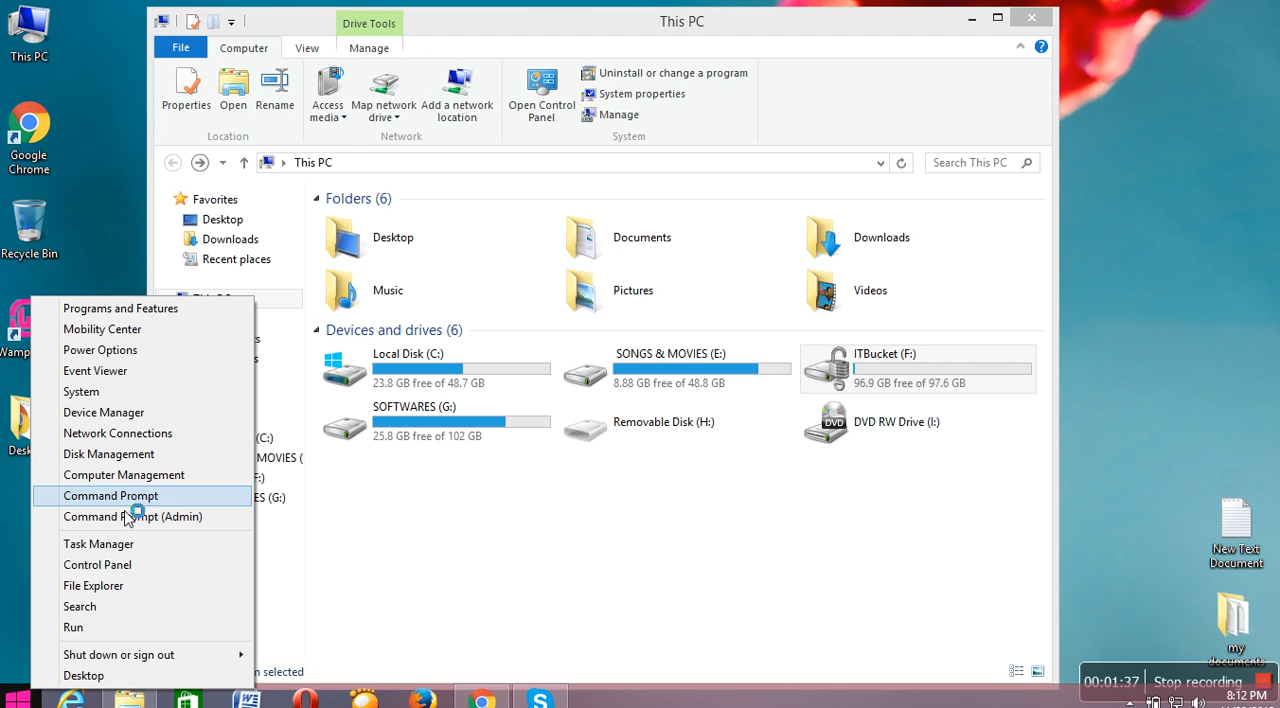 This PC
Google
Chrome
Recycle Bin
Drive Tools
This PC
File
Computer
View
Manage
Properties
Open
Rename
Access
media
Map network
drive
Add a network
location
Open Control
Panel
Uninstall or change a program
System properties
Manage
Location
Network
System
This PC
Search This PC
Favorites
Desktop
Downloads
Recent places
Folders (6)
Desktop
Documents
Downloads
Music
Pictures
Videos
Devices and drives (6)
Local Disk (C:)
23.8 GB free of 48.7 GB
SONGS & MOVIES (E:)
8.88 GB free of 48.8 GB
ITBucket (F:)
96.9 GB free of 97.6 GB
SOFTWARES (G:)
25.8 GB free of 102 GB
Removable Disk (H:)
DVD
DVD RW Drive (I:)
(C:)
MOVIES (
F:)
ES (G:)
Programs and Features
Mobility Center
Power Options
Event Viewer
System
Device Manager
Network Connections
Disk Management
Computer Management
Command Prompt
Command Prompt (Admin)
Task Manager
Control Panel
File Explorer
Search
Run
Shut down or sign out
Desktop
Wamp
Desk
selected
New Text
Document
my
documents
00:01:37
Stop recording
8:12 PM